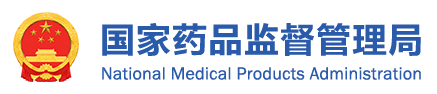 国家药品监督管理局
National Medical Products Administration